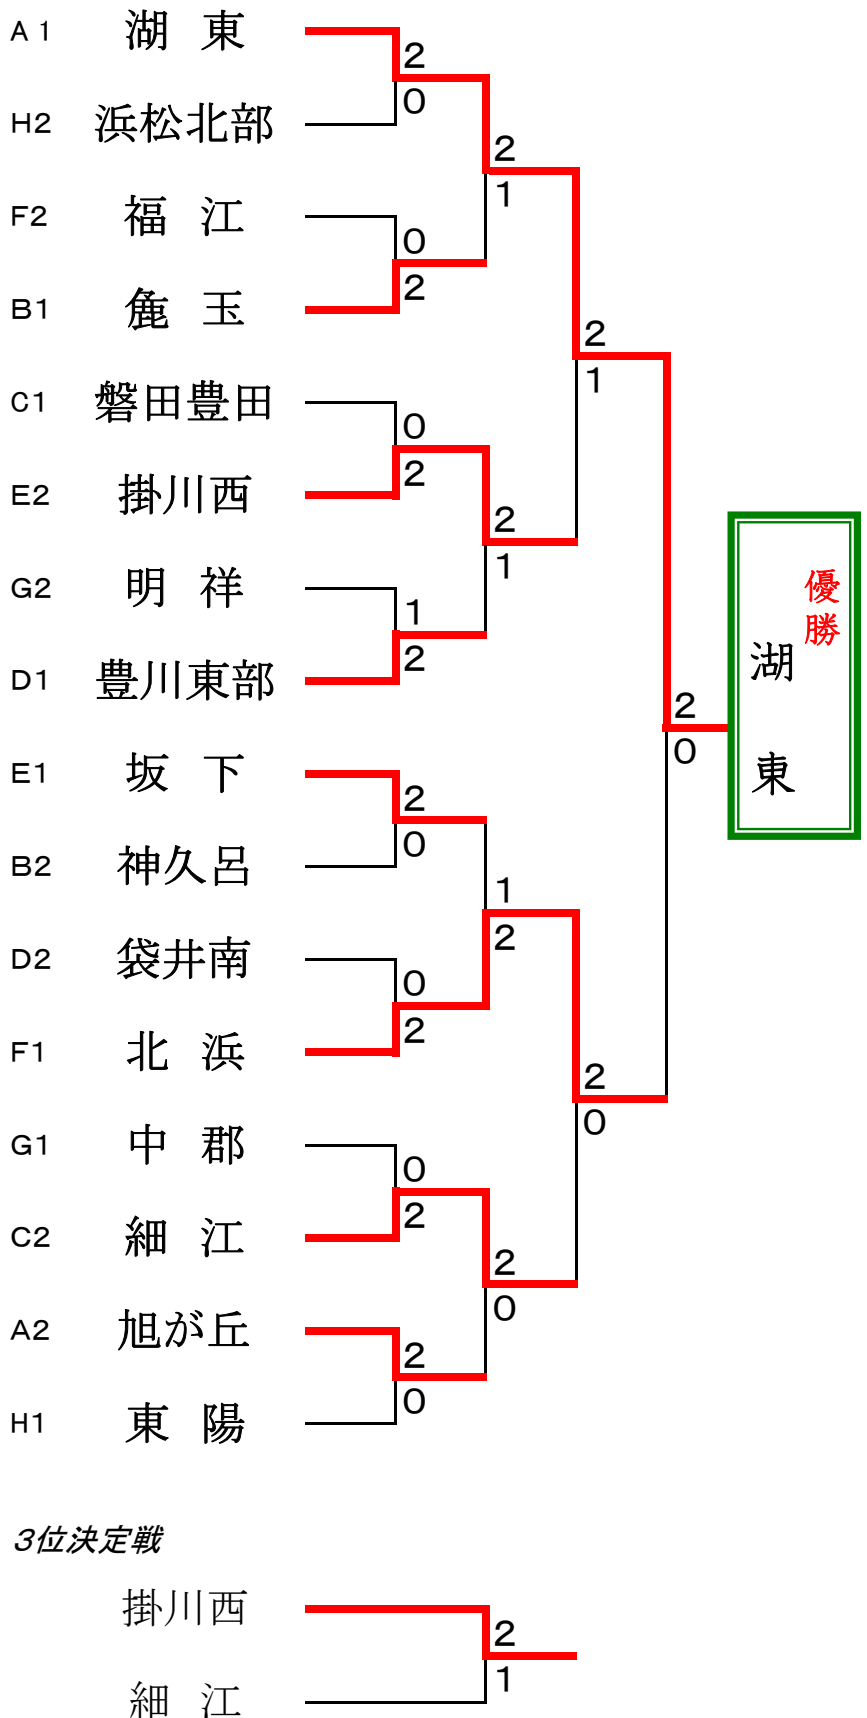 A1 湖 東
2
0
H2 浜松北部
2
1
F2 福 江
0
2
B1 麁 玉
2
1
C1 磐田豊田
0
2
E2 掛川西
2
1
G2 明 祥
1
2
D1 豊川東部
優勝
湖 東
2
0
E1 坂 下
2
0
B2 神久呂
1
2
D2 袋井南
0
2
F1 北 浜
2
0
G1 中 郡
0
2
C2 細 江
2
0
A2 旭が丘
2
0
H1 東 陽
3位決定戦
掛川西
2
1
細 江